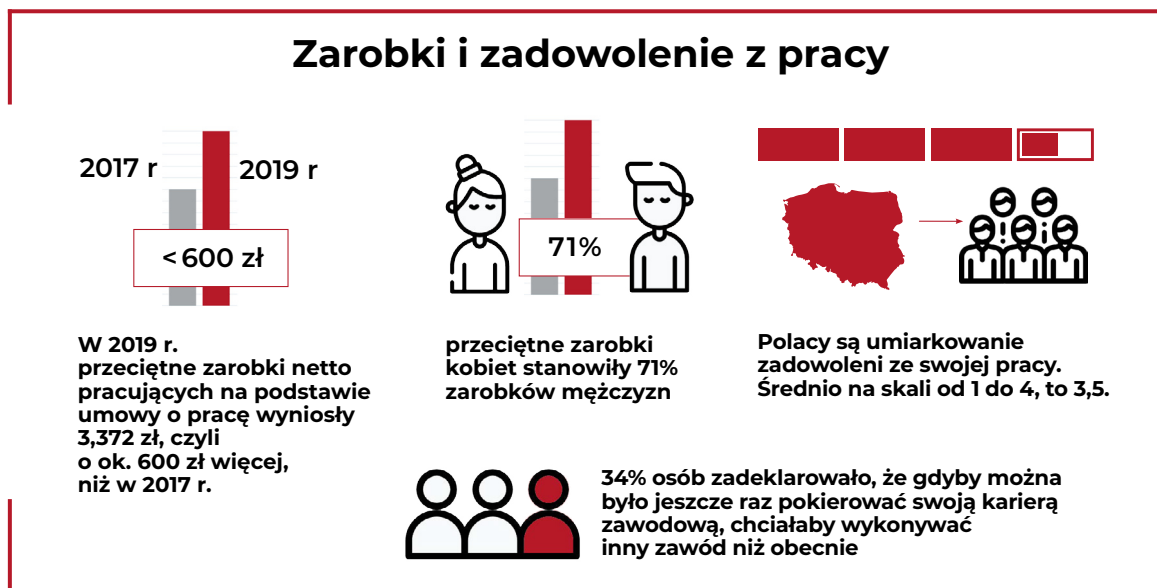 Zarobki i zadowolenie z pracy
2017 r
2019 r
< 600 zł
W 2019 r.
przeciętne zarobki netto
pracujących na podstawie
umowy o pracę wyniosły
3,372 zł, czyli
o ok. 600 zł więcej,
niż w 2017 r.
71%
przeciętne zarobki
kobiet stanowiły 71%
zarobków mężczyzn
Polacy są umiarkowanie
zadowoleni ze swojej pracy.
Średnio na skali od 1 do 4, to 3,5.
34% osób zadeklarowało, że gdyby można
było jeszcze raz pokierować swoją karierą
zawodową, chciałaby wykonywać
inny zawód niż obecnie